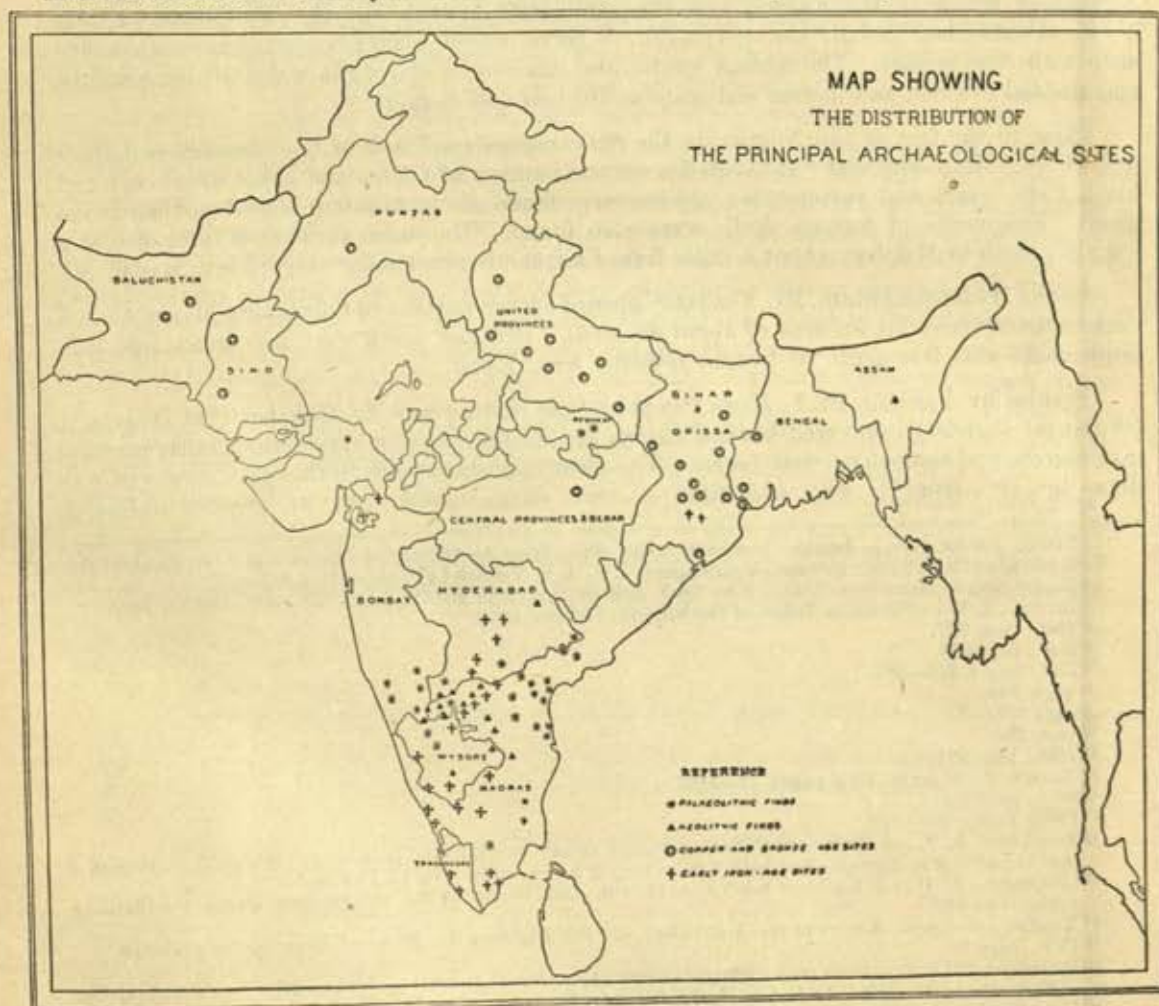 MAP SHOWING
THE DISTRIBUTION OF
THE PRINCIPAL ARCHAEOLOGICAL SITES
PUNJAB
BALUCHISTAN
UNITED
PROVINCES
SIND
BIHAR
ASSAM
ORISSA
BENGAL
CENTRAL PROVINCES & BERAR
HYDERABAD
BOMBAY
MYSORE
MADRAS
REFERENCE
PALAEOLITHIC FINDS
NEOLITHIC FINDS
COPPER AND BRONZE AGE SITES
EARLY IRON-AGE SITES